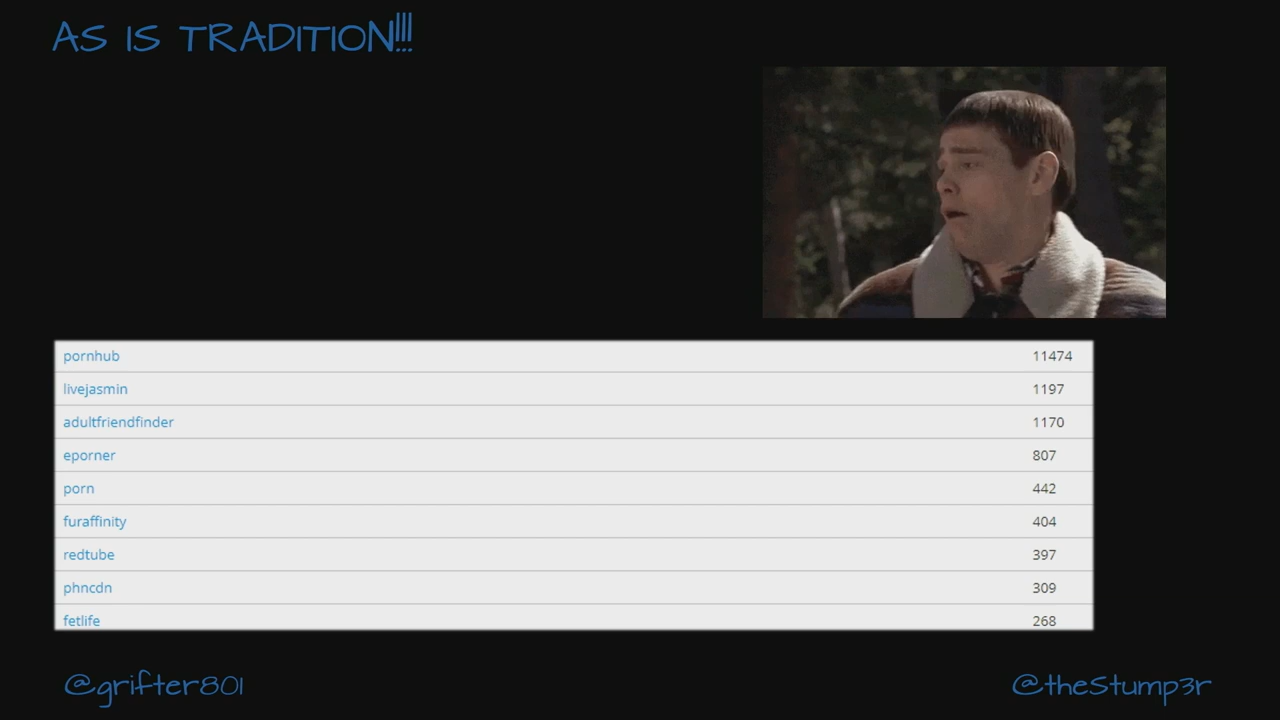 AS IS TRADITION!!!
pornhub 11474
livejasmin 1197
adultfriendfinder 1170
eporner 807
porn 442
furaffinity 404
redtube 397
phncdn 309
fetlife 268
@grifter801 @theStump3r